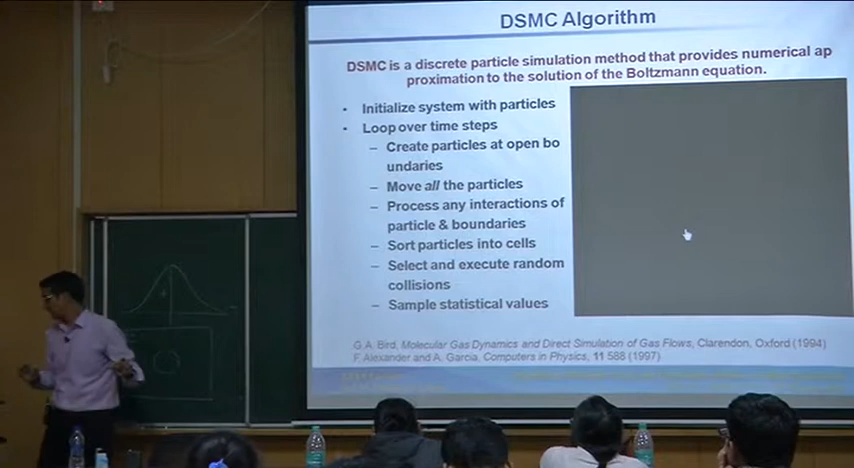 DSMC Algorithm
DSMC is a discrete particle simulation method that provides numerical ap
proximation to the solution of the Boltzmann equation.
• Initialize system with particles
• Loop over time steps
– Create particles at open bo
undaries
– Move all the particles
– Process any interactions of
particle & boundaries
– Sort particles into cells
– Select and execute random
collisions
– Sample statistical values
G.A. Bird, Molecular Gas Dynamics and Direct Simulation of Gas Flows, Clarendon, Oxford (1994)
F. Alexander and A. Garcia, Computers in Physics, 11 588 (1997)